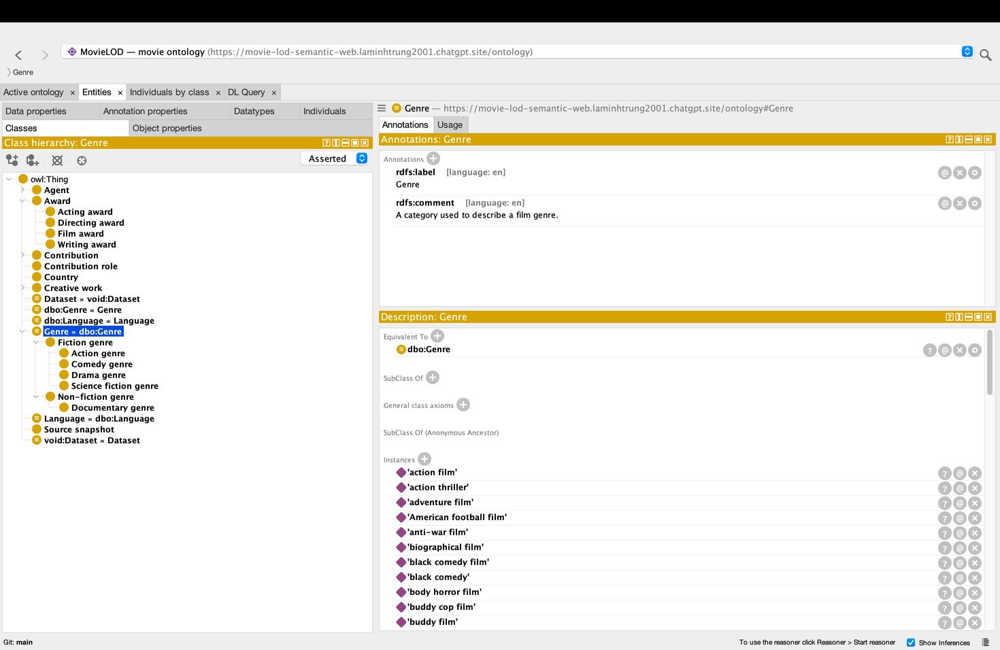 MovieLOD — movie ontology (https://movie-lod-semantic-web.laminhtrung2001.chatgpt.site/ontology)
Genre
Active ontology × Entities × Individuals by class × DL Query ×
Data properties Annotation properties Datatypes Individuals
Classes Object properties
Class hierarchy: Genre
Asserted
owl:Thing
Agent
Award
Acting award
Directing award
Film award
Writing award
Contribution
Contribution role
Country
Creative work
Dataset = void:Dataset
dbo:Genre = Genre
dbo:Language = Language
Genre = dbo:Genre
Fiction genre
Action genre
Comedy genre
Drama genre
Science fiction genre
Non-fiction genre
Documentary genre
Language = dbo:Language
Source snapshot
void:Dataset = Dataset
Genre — https://movie-lod-semantic-web.laminhtrung2001.chatgpt.site/ontology#Genre
Annotations Usage
Annotations: Genre
Annotations
rdfs:label [language: en]
Genre
rdfs:comment [language: en]
A category used to describe a film genre.
Description: Genre
Equivalent To
dbo:Genre
SubClass Of
General class axioms
SubClass Of (Anonymous Ancestor)
Instances
'action film'
'action thriller'
'adventure film'
'American football film'
'anti-war film'
'biographical film'
'black comedy film'
'black comedy'
'body horror film'
'buddy cop film'
'buddy film'
Git: main
To use the reasoner click Reasoner > Start reasoner Show Inferences